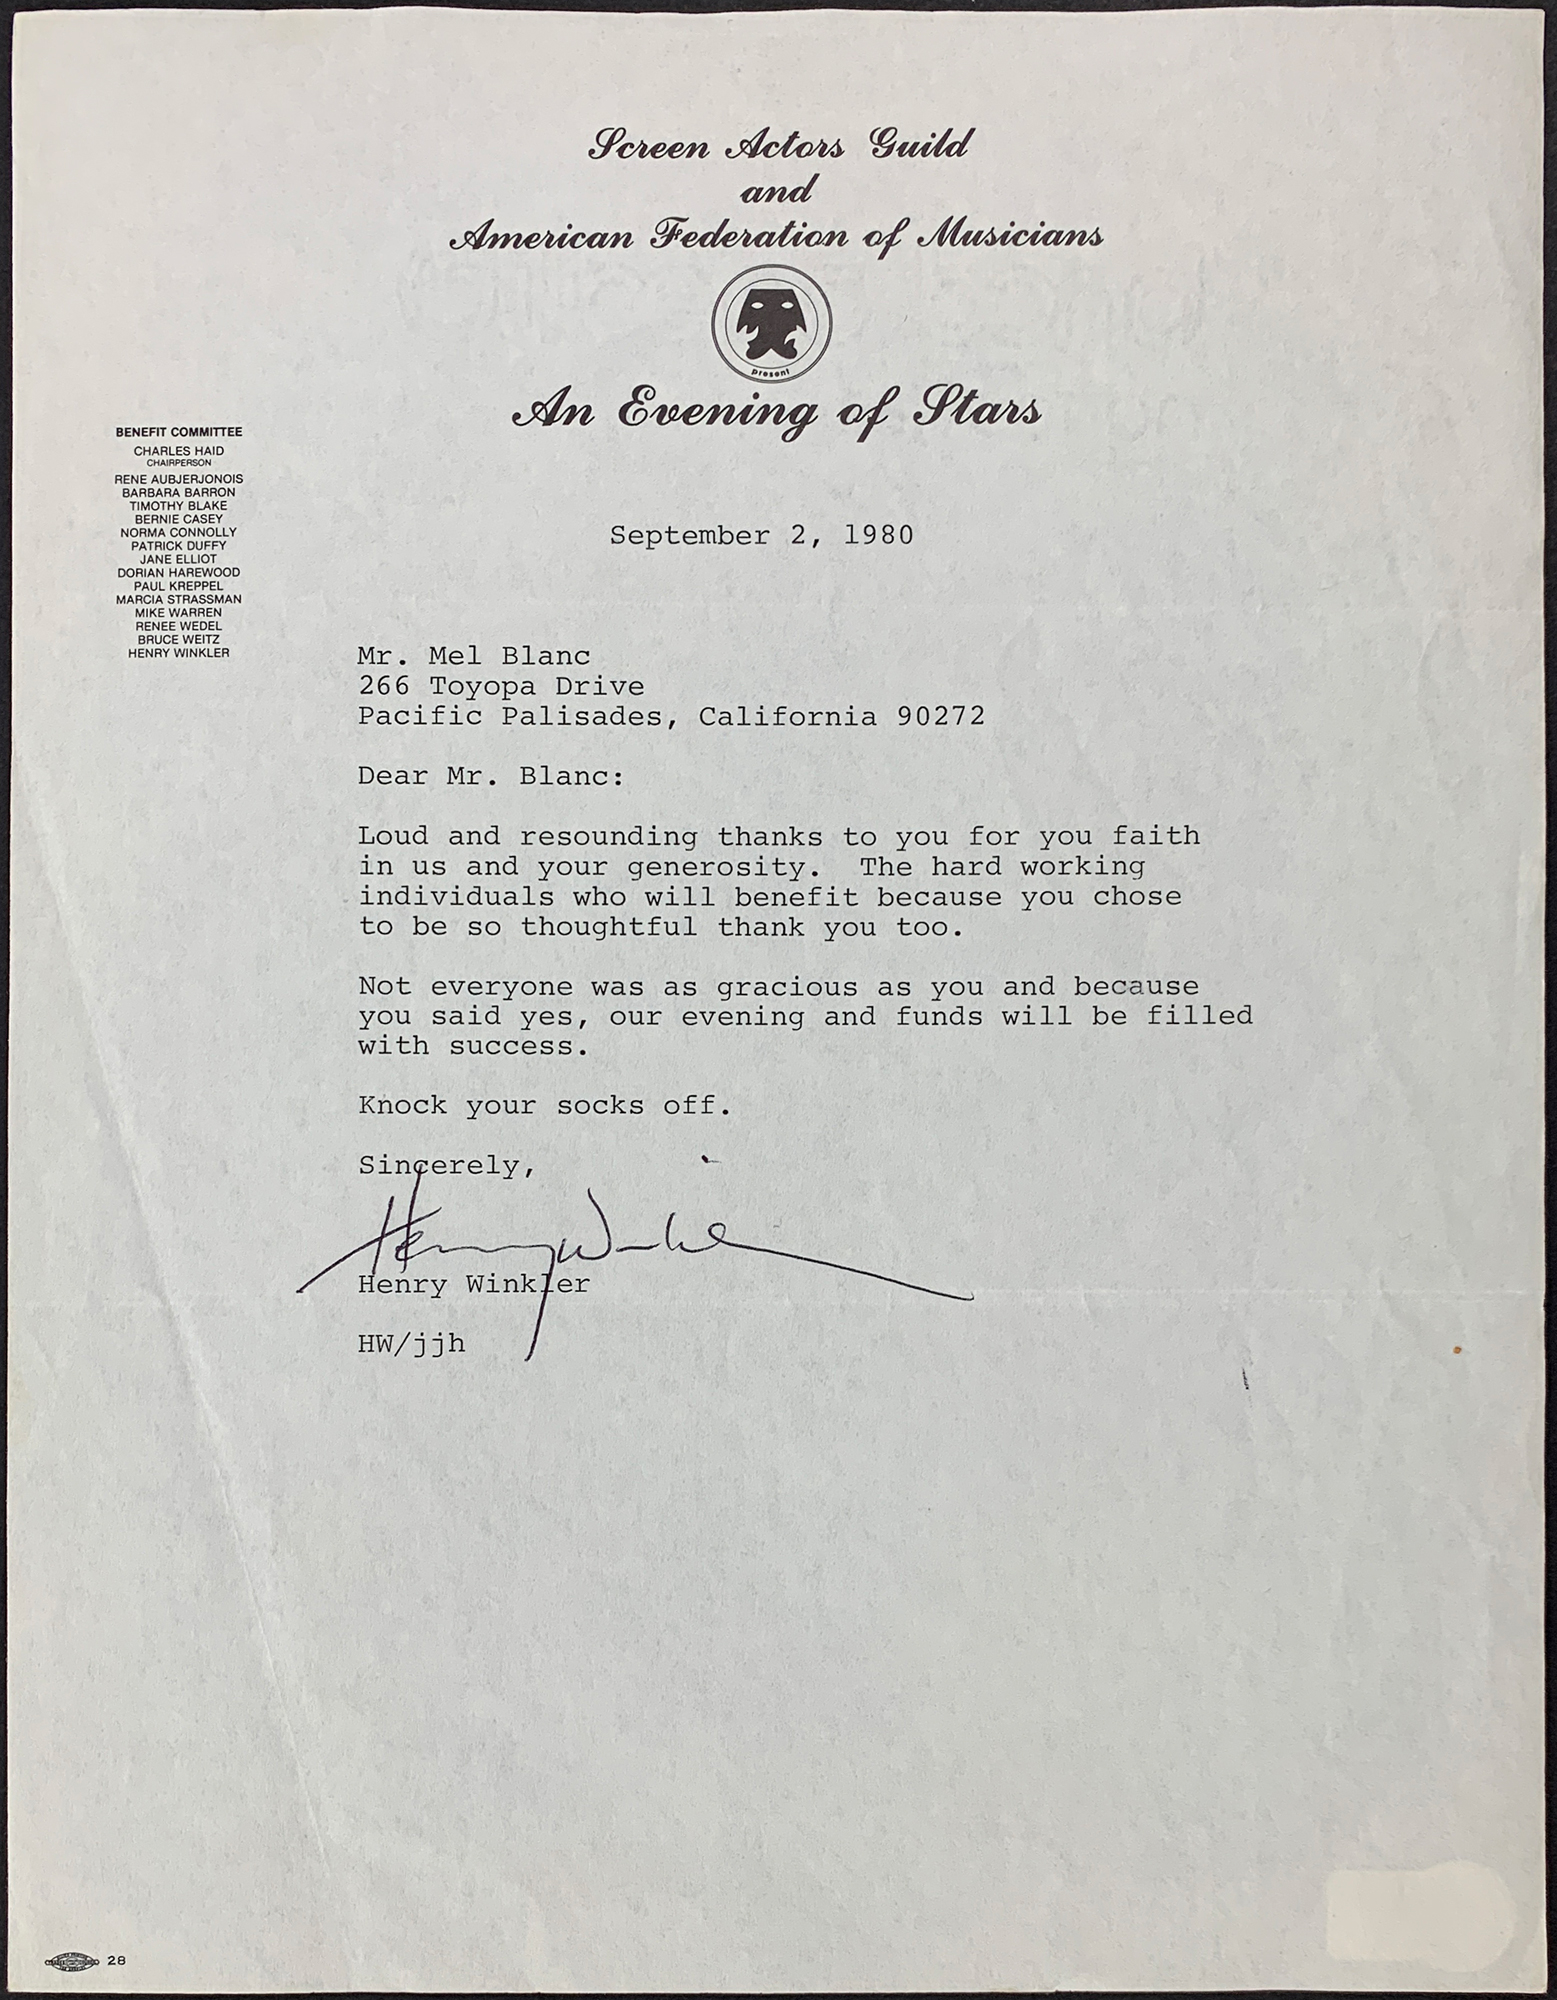 Screen Actors Guild
and
American Federation of Musicians
present
An Evening of Stars
BENEFIT COMMITTEE
CHARLES HAID
CHAIRPERSON
RENE AUBJERJONOIS
BARBARA BARRON
TIMOTHY BLAKE
BERNIE CASEY
NORMA CONNOLLY
PATRICK DUFFY
JANE ELLIOT
DORIAN HAREWOOD
PAUL KREPPEL
MARCIA STRASSMAN
MIKE WARREN
RENEE WEDEL
BRUCE WEITZ
HENRY WINKLER
September 2, 1980
Mr. Mel Blanc
266 Toyopa Drive
Pacific Palisades, California 90272
Dear Mr. Blanc:
Loud and resounding thanks to you for you faith
in us and your generosity. The hard working
individuals who will benefit because you chose
to be so thoughtful thank you too.
Not everyone was as gracious as you and because
you said yes, our evening and funds will be filled
with success.
Knock your socks off.
Sincerely,
Henry Winkler
Henry Winkler
HW/jjh
28